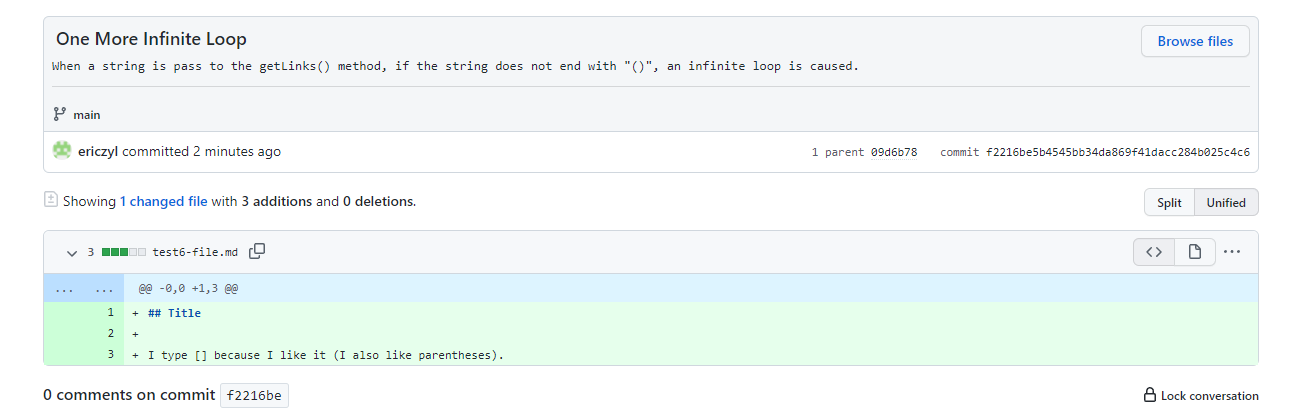 One More Infinite Loop
Browse files
When a string is pass to the getLinks() method, if the string does not end with "()", an infinite loop is caused.
main
ericzyl committed 2 minutes ago
1 parent 09d6b78 commit f2216be5b4545bb34da869f41dacc284b025c4c6
Showing 1 changed file with 3 additions and 0 deletions.
Split Unified
3 test6-file.md
... ... @@ -0,0 +1,3 @@
1 + ## Title
2 +
3 + I type [] because I like it (I also like parentheses).
0 comments on commit f2216be
Lock conversation